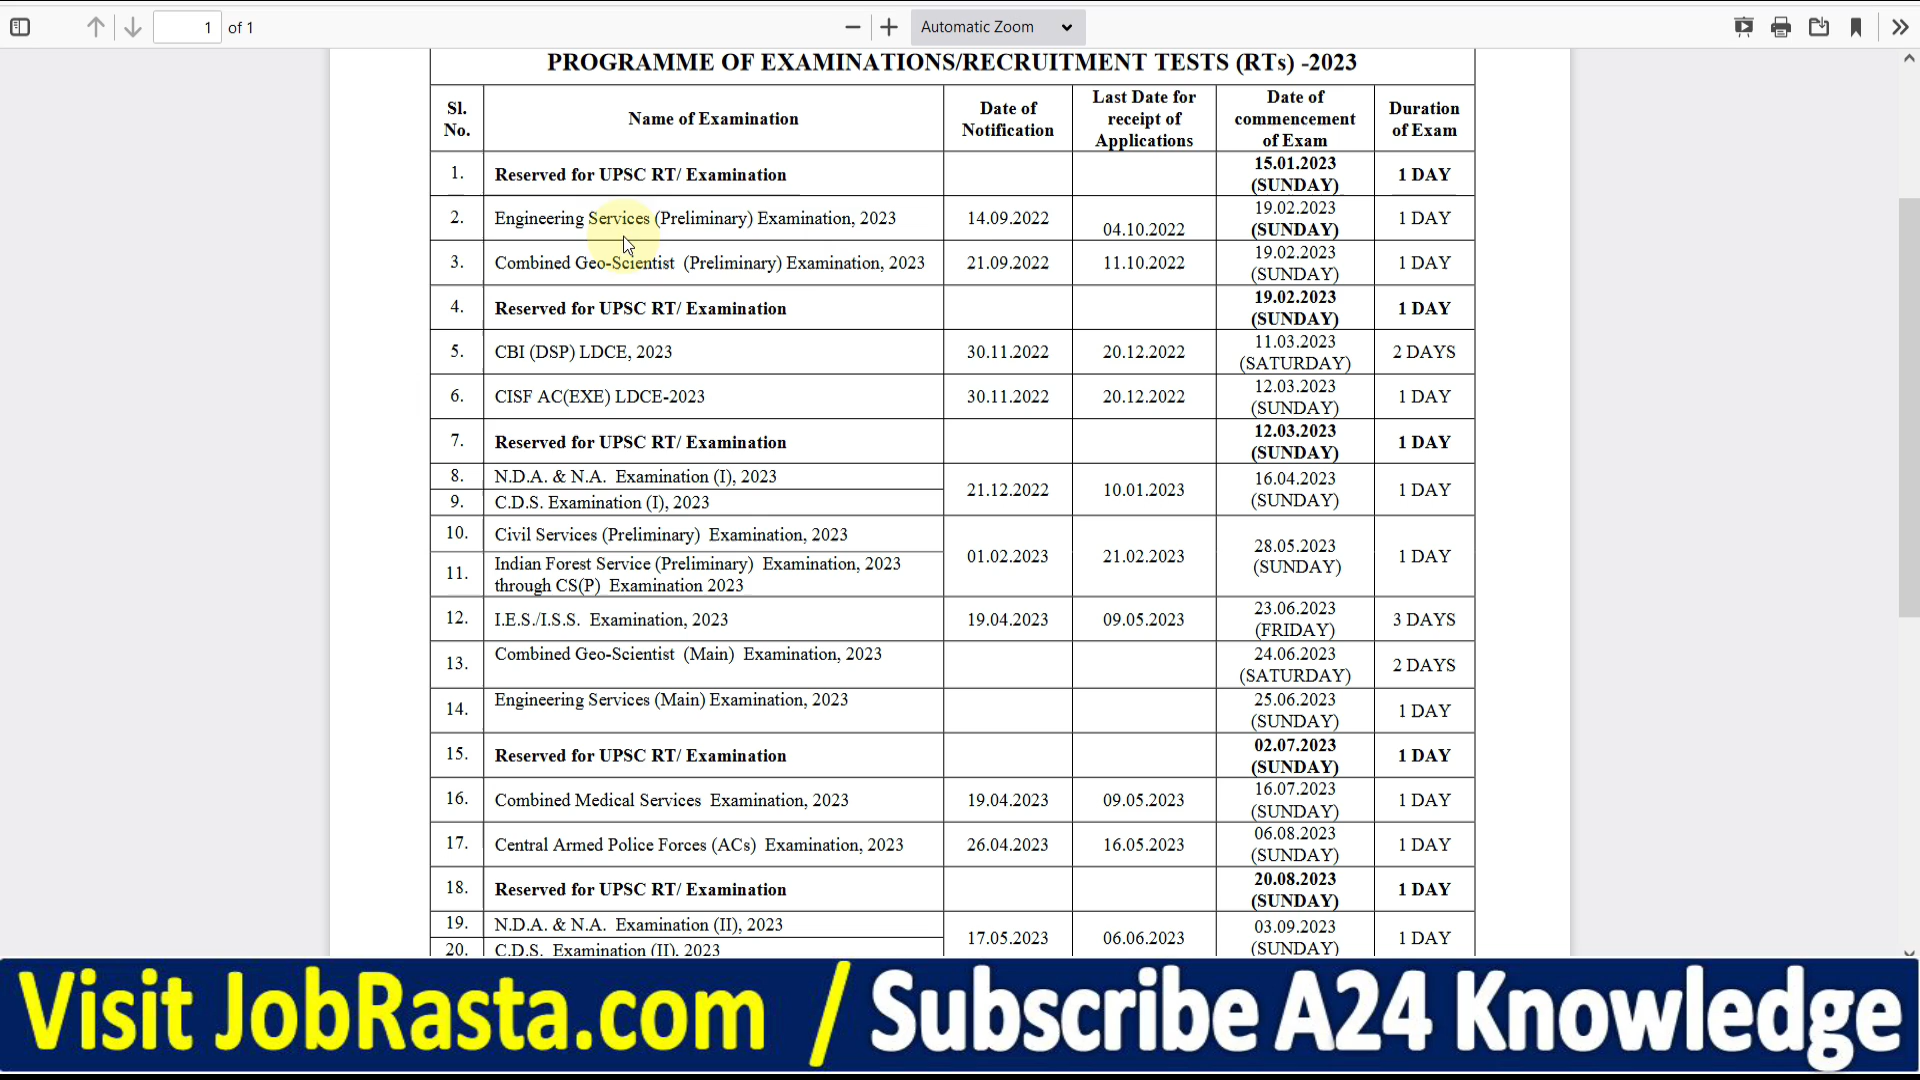 1 of 1 Automatic Zoom
PROGRAMME OF EXAMINATIONS/RECRUITMENT TESTS (RTs) -2023
Sl. No. Name of Examination Date of Notification Last Date for receipt of Applications Date of commencement of Exam Duration of Exam
1. Reserved for UPSC RT/ Examination 15.01.2023 (SUNDAY) 1 DAY
2. Engineering Services (Preliminary) Examination, 2023 14.09.2022 04.10.2022 19.02.2023 (SUNDAY) 1 DAY
3. Combined Geo-Scientist (Preliminary) Examination, 2023 21.09.2022 11.10.2022 19.02.2023 (SUNDAY) 1 DAY
4. Reserved for UPSC RT/ Examination 19.02.2023 (SUNDAY) 1 DAY
5. CBI (DSP) LDCE, 2023 30.11.2022 20.12.2022 11.03.2023 (SATURDAY) 2 DAYS
6. CISF AC(EXE) LDCE-2023 30.11.2022 20.12.2022 12.03.2023 (SUNDAY) 1 DAY
7. Reserved for UPSC RT/ Examination 12.03.2023 (SUNDAY) 1 DAY
8. N.D.A. & N.A. Examination (I), 2023 21.12.2022 10.01.2023 16.04.2023 (SUNDAY) 1 DAY
9. C.D.S. Examination (I), 2023
10. Civil Services (Preliminary) Examination, 2023 01.02.2023 21.02.2023 28.05.2023 (SUNDAY) 1 DAY
11. Indian Forest Service (Preliminary) Examination, 2023 through CS(P) Examination 2023
12. I.E.S./I.S.S. Examination, 2023 19.04.2023 09.05.2023 23.06.2023 (FRIDAY) 3 DAYS
13. Combined Geo-Scientist (Main) Examination, 2023 24.06.2023 (SATURDAY) 2 DAYS
14. Engineering Services (Main) Examination, 2023 25.06.2023 (SUNDAY) 1 DAY
15. Reserved for UPSC RT/ Examination 02.07.2023 (SUNDAY) 1 DAY
16. Combined Medical Services Examination, 2023 19.04.2023 09.05.2023 16.07.2023 (SUNDAY) 1 DAY
17. Central Armed Police Forces (ACs) Examination, 2023 26.04.2023 16.05.2023 06.08.2023 (SUNDAY) 1 DAY
18. Reserved for UPSC RT/ Examination 20.08.2023 (SUNDAY) 1 DAY
19. N.D.A. & N.A. Examination (II), 2023 17.05.2023 06.06.2023 03.09.2023 (SUNDAY) 1 DAY
20. C.D.S. Examination (II), 2023
Visit JobRasta.com / Subscribe A24 Knowledge